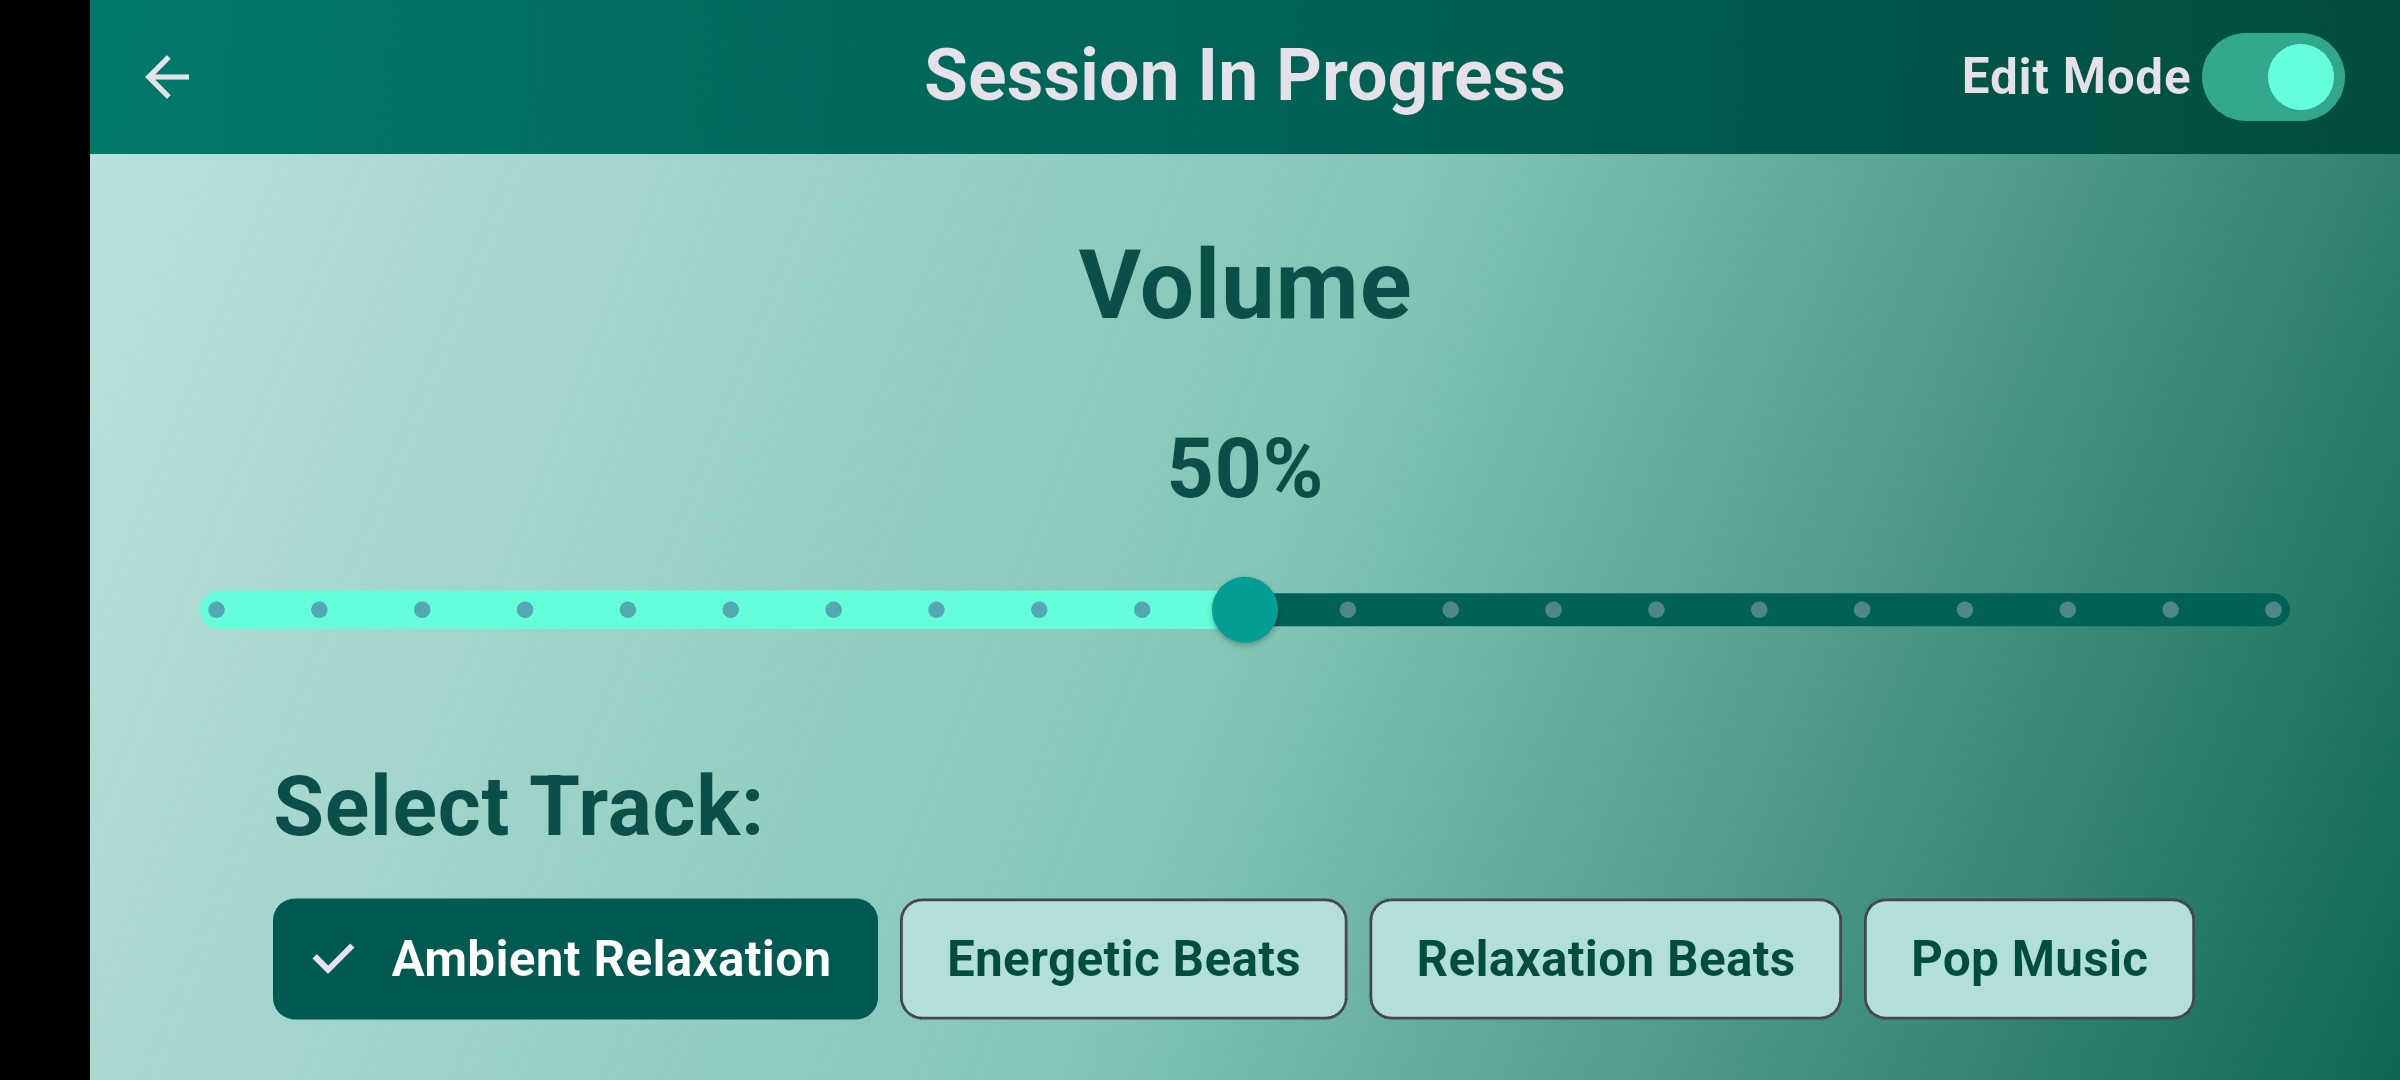 Session In Progress
Edit Mode
Volume
50%
Select Track:
Ambient Relaxation
Energetic Beats
Relaxation Beats
Pop Music